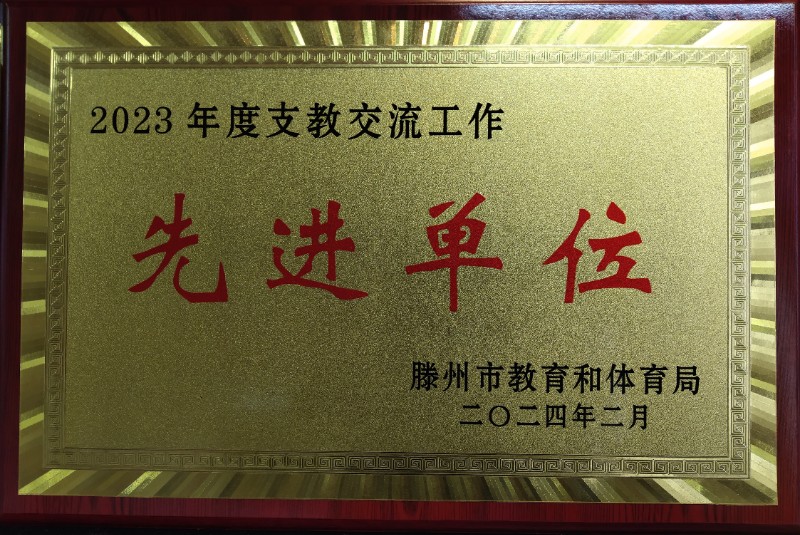 2023年度支教交流工作
先进单位
滕州市教育和体育局
二〇二四年二月